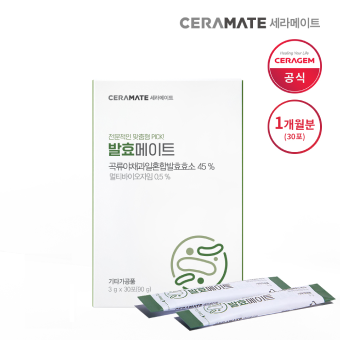 CERAMATE 세라메이트
Healing Your Life
CERAGEM
공식
1개월분
(30포)
CERAMATE 세라메이트
전문적인 맞춤형 PICK!
발효메이트
곡류야채과일혼합발효효소 45 %
멀티바이오자임 0.5 %
기타가공품
3 g x 30포(90 g)
발효메이트
발효메이트